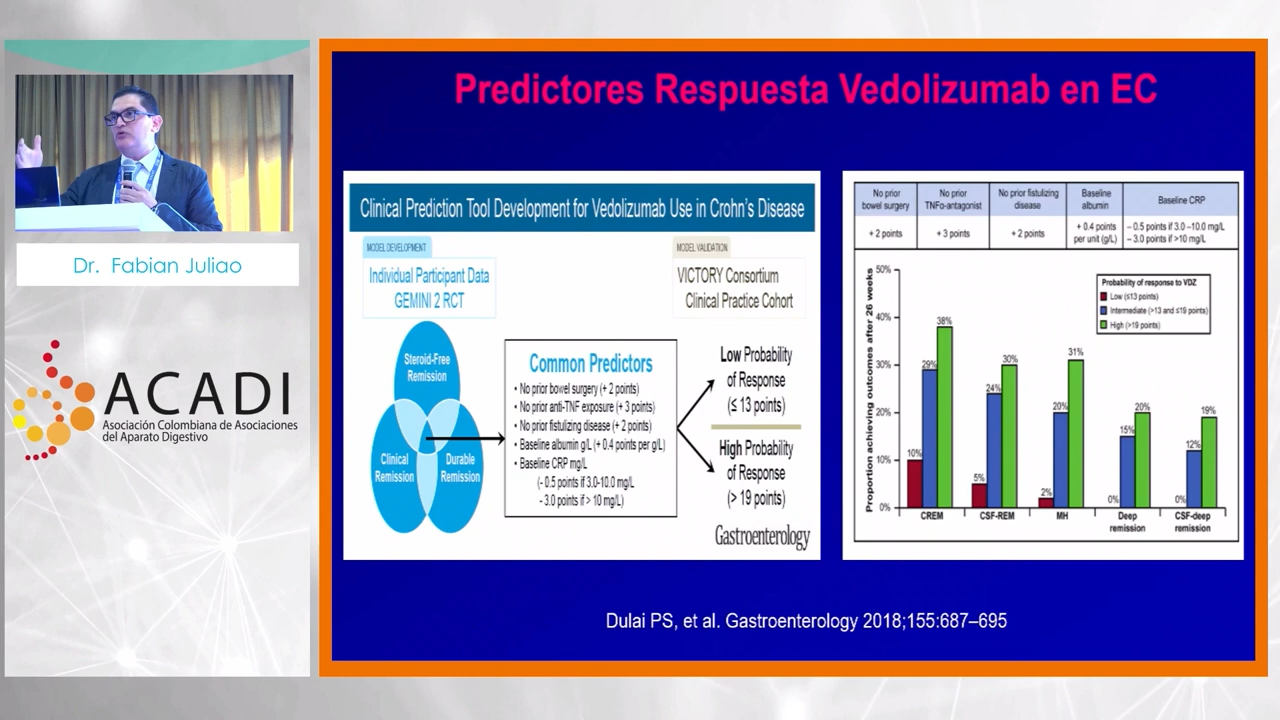 Predictores Respuesta Vedolizumab en EC
Dr. Fabian Juliao
ACADI
Asociación Colombiana de Asociaciones
del Aparato Digestivo
Clinical Prediction Tool Development for Vedolizumab Use in Crohn's Disease
MODEL DEVELOPMENT
Individual Participant Data
GEMINI 2 RCT
MODEL VALIDATION
VICTORY Consortium
Clinical Practice Cohort
Steroid-Free
Remission
Clinical
Remission
Durable
Remission
Common Predictors
• No prior bowel surgery (+ 2 points)
• No prior anti-TNF exposure (+ 3 points)
• No prior fistulizing disease (+ 2 points)
• Baseline albumin g/L (+ 0.4 points per g/L)
• Baseline CRP mg/L
(- 0.5 points if 3.0-10.0 mg/L
- 3.0 points if > 10 mg/L)
Low Probability
of Response
(≤ 13 points)
High Probability
of Response
(> 19 points)
Gastroenterology
No prior
bowel surgery
No prior
TNFα-antagonist
No prior fistulizing
disease
Baseline
albumin
Baseline CRP
+ 2 points
+ 3 points
+ 2 points
+ 0.4 points
per unit (g/L)
– 0.5 points if 3.0–10.0 mg/L
– 3.0 points if >10 mg/L
Proportion achieving outcomes after 26 weeks
50%
40%
30%
20%
10%
0%
Probability of response to VDZ
Low (≤13 points)
Intermediate (>13 and ≤19 points)
High (>19 points)
10%
29%
38%
5%
24%
30%
2%
20%
31%
0%
15%
20%
0%
12%
19%
CREM
CSF-REM
MH
Deep
remission
CSF-deep
remission
Dulai PS, et al. Gastroenterology 2018;155:687–695